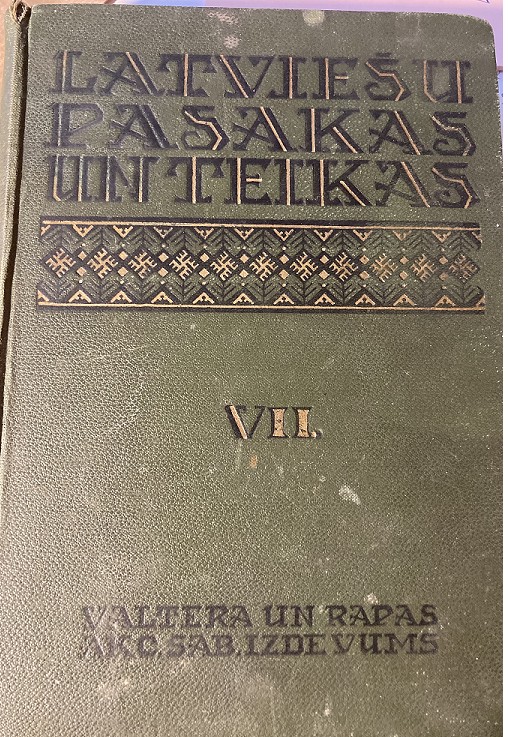 LATVIEŠU
PASAKAS
UN TEIKAS
VII.
VALTERA UN RAPAS
AKC. SAB. IZDEVUMS